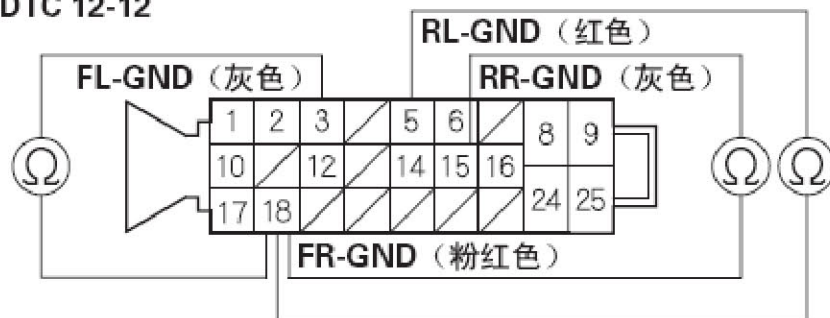 DTC 12-12
RL-GND（红色）
FL-GND（灰色） RR-GND（灰色）
1 2 3 5 6 8 9
10 12 14 15 16
17 18 24 25
Ω Ω Ω
FR-GND（粉红色）